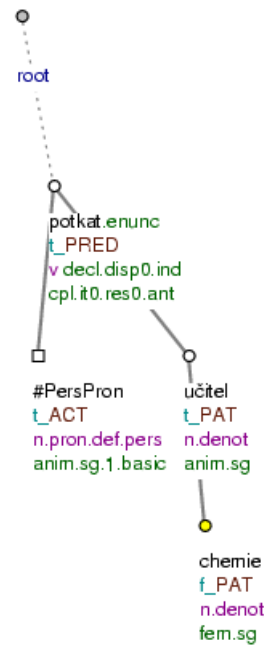 root
potkat.enunc
t_PRED
v decl.disp0.ind
cpl.it0.res0.ant
#PersPron
t_ACT
n.pron.def.pers
anim.sg.1.basic
učitel
t_PAT
n.denot
anim.sg
chemie
f_PAT
n.denot
fem.sg